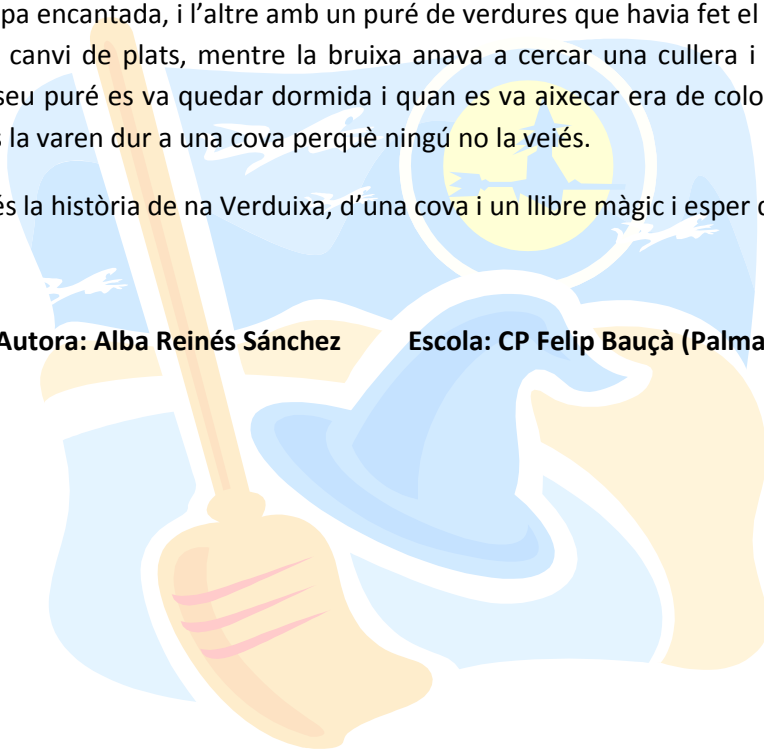 pa encantada, i l’altre amb un puré de verdures que havia fet el
canvi de plats, mentre la bruixa anava a cercar una cullera i
seu puré es va quedar dormida i quan es va aixecar era de colo
s la varen dur a una cova perquè ningú no la veiés.
és la història de na Verduixa, d’una cova i un llibre màgic i esper
Autora: Alba Reinés Sánchez Escola: CP Felip Bauçà (Palma